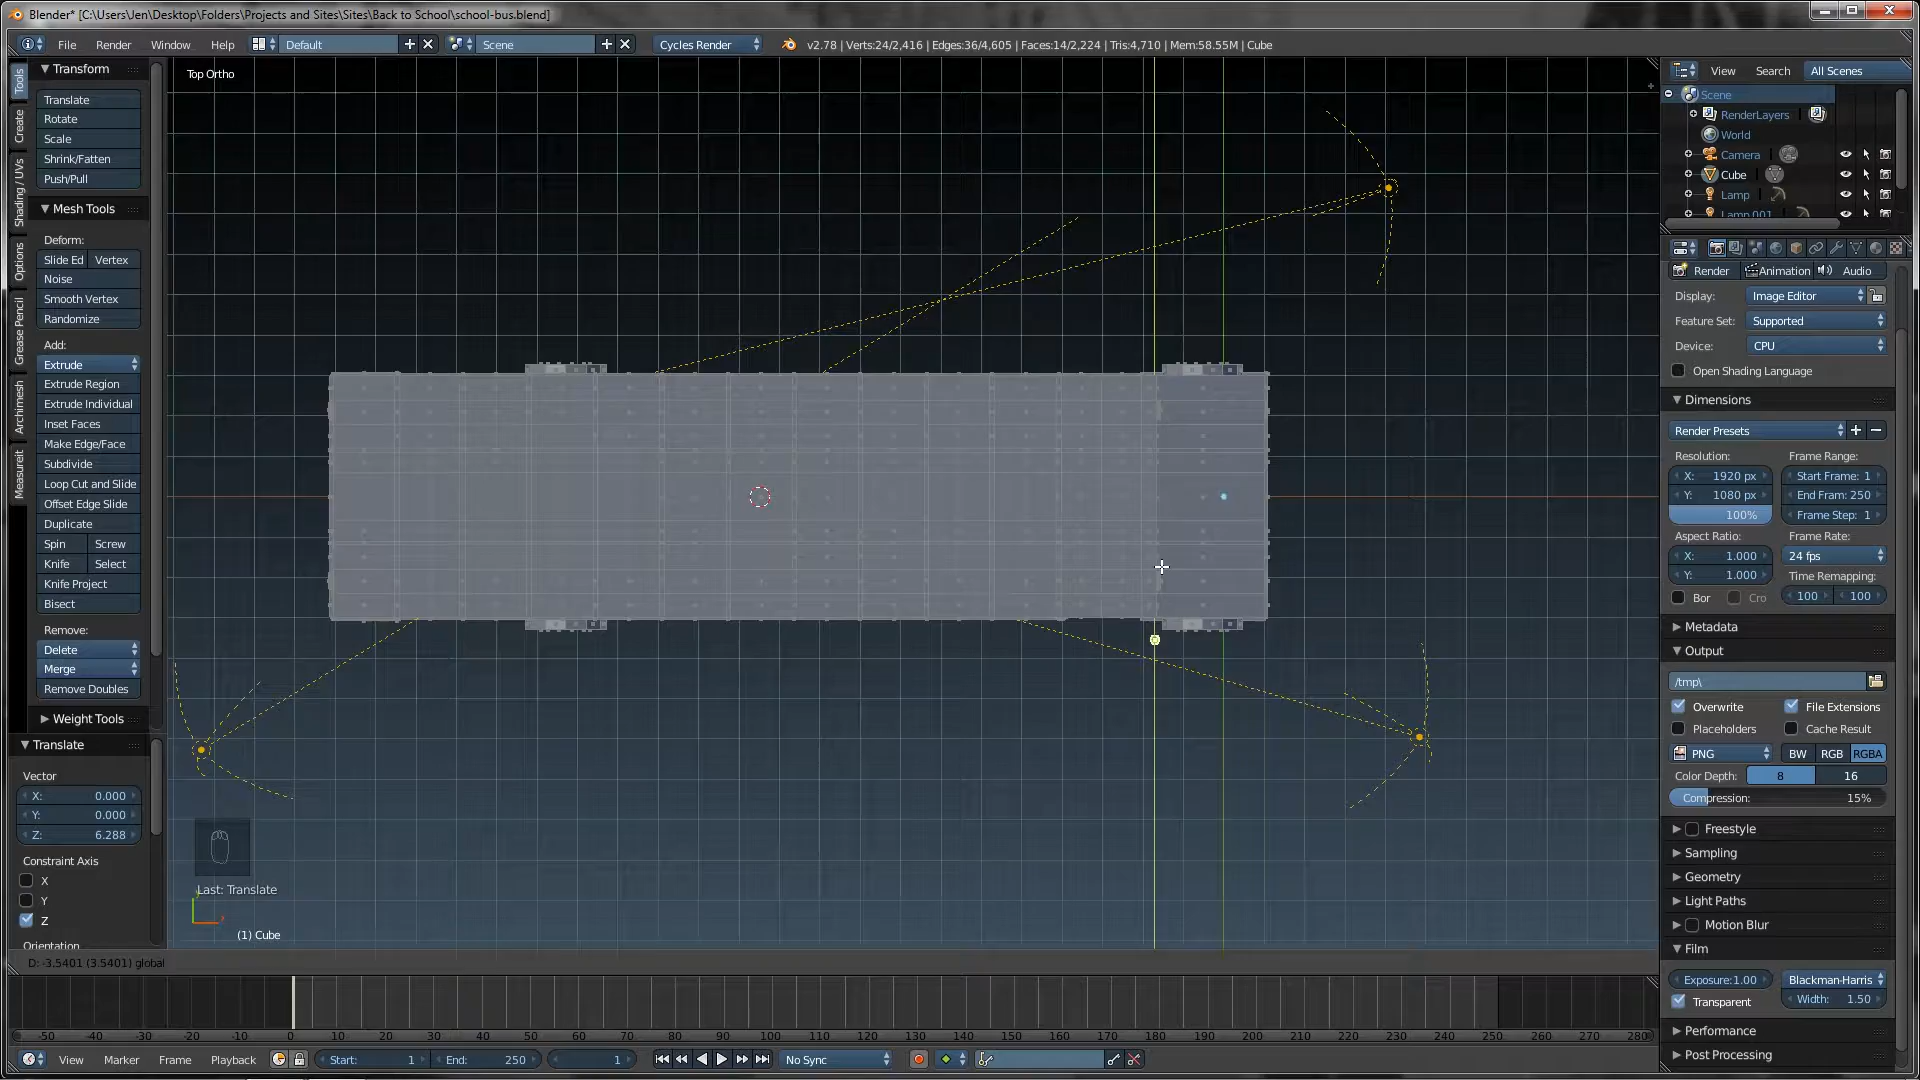 Blender* [C:\Users\Jen\Desktop\Folders\Projects and Sites\Sites\Back to School\school-bus.blend]
File Render Window Help Default Scene Cycles Render v2.78 | Verts:24/2,416 | Edges:36/4,605 | Faces:14/2,224 | Tris:4,710 | Mem:58.55M | Cube
Tools
Create
Shading / UVs
Options
Grease Pencil
Archimesh
Measureit
Transform
Translate
Rotate
Scale
Shrink/Fatten
Push/Pull
Mesh Tools
Deform:
Slide Ed Vertex
Noise
Smooth Vertex
Randomize
Add:
Extrude
Extrude Region
Extrude Individual
Inset Faces
Make Edge/Face
Subdivide
Loop Cut and Slide
Offset Edge Slide
Duplicate
Spin Screw
Knife Select
Knife Project
Bisect
Remove:
Delete
Merge
Remove Doubles
Weight Tools
Translate
Vector
X: 0.000
Y: 0.000
Z: 6.288
Constraint Axis
X
Y
Z
Orientation
Top Ortho
Last: Translate
(1) Cube
D: -3.5401 (3.5401) global
View Search All Scenes
Scene
RenderLayers
World
Camera
Cube
Lamp
Lamp.001
Render Animation Audio
Display: Image Editor
Feature Set: Supported
Device: CPU
Open Shading Language
Dimensions
Render Presets
Resolution: Frame Range:
X: 1920 px Start Frame: 1
Y: 1080 px End Fram: 250
100% Frame Step: 1
Aspect Ratio: Frame Rate:
X: 1.000 24 fps
Y: 1.000 Time Remapping:
Bor Cro 100 100
Metadata
Output
/tmp\
Overwrite File Extensions
Placeholders Cache Result
PNG BW RGB RGBA
Color Depth: 8 16
Compression: 15%
Freestyle
Sampling
Geometry
Light Paths
Motion Blur
Film
Exposure:1.00 Blackman-Harris
Transparent Width: 1.50
Performance
Post Processing
-50 -40 -30 -20 -10 0 10 20 30 40 50 60 70 80 90 100 110 120 130 140 150 160 170 180 190 200 210 220 230 240 250 260 270 280
View Marker Frame Playback Start: 1 End: 250 1 No Sync